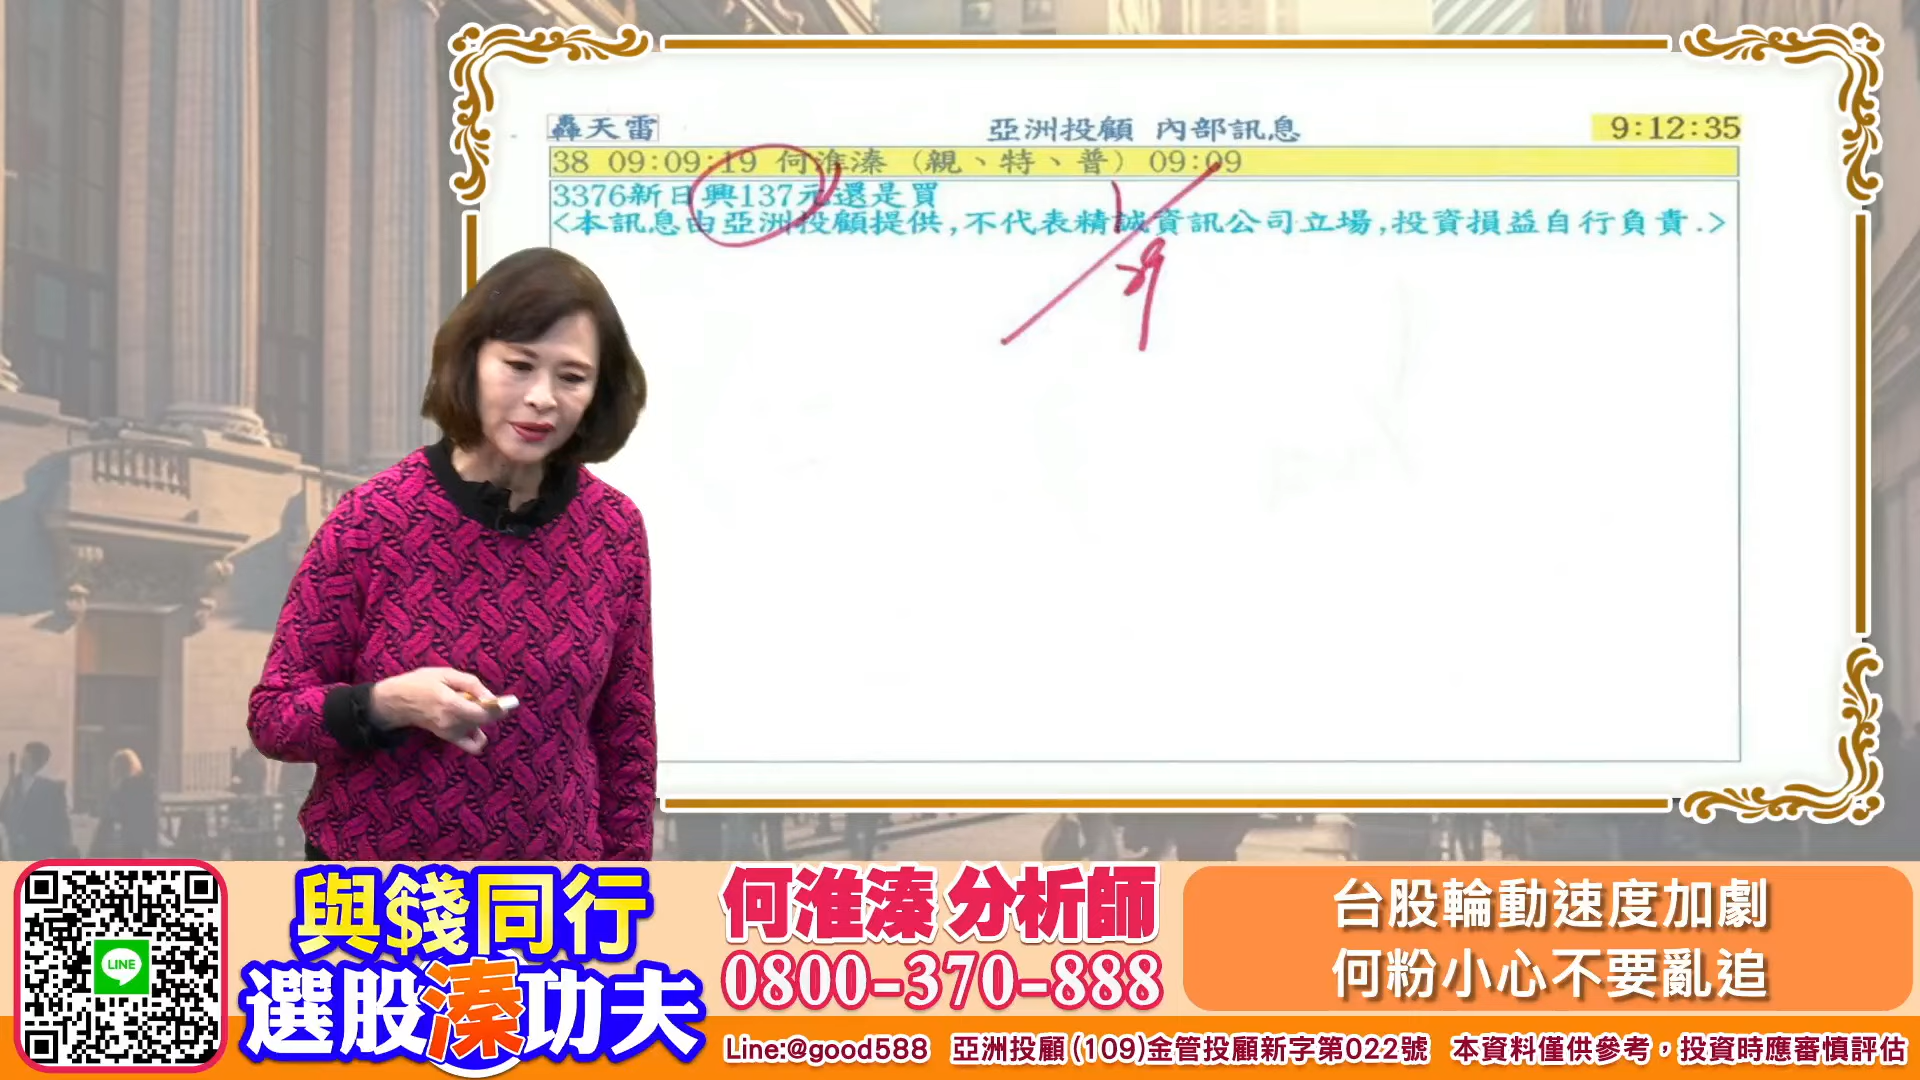 轟天雷 亞洲投顧 內部訊息 9:12:35
38 09:09:19 何淮溱 (親、特、普) 09:09
3376新日興137元還是買
<本訊息由亞洲投顧提供,不代表精誠資訊公司立場,投資損益自行負責.>
1/29
LINE
與$錢同行
選股溱功夫
何淮溱 分析師
0800-370-888
台股輪動速度加劇
何粉小心不要亂追
Line:@good588 亞洲投顧 (109)金管投顧新字第022號 本資料僅供參考，投資時應審慎評估